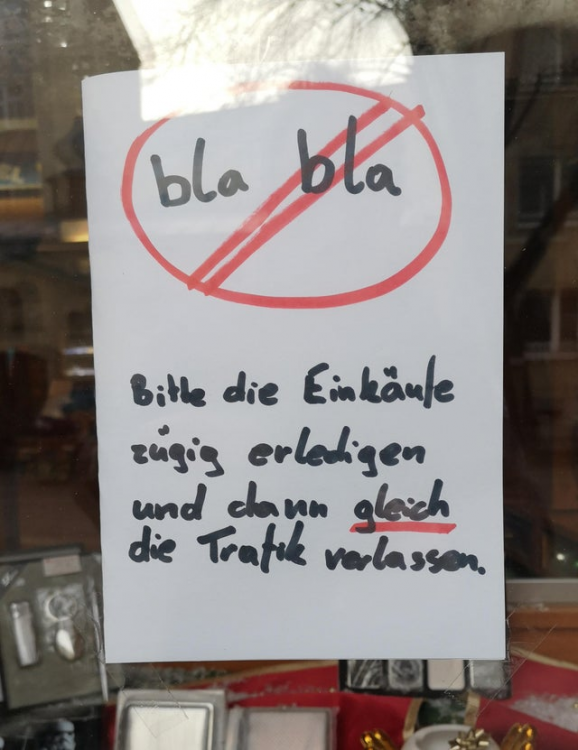 bla bla
Bitte die Einkäufe
zügig erledigen
und dann gleich
die Trafik verlassen.